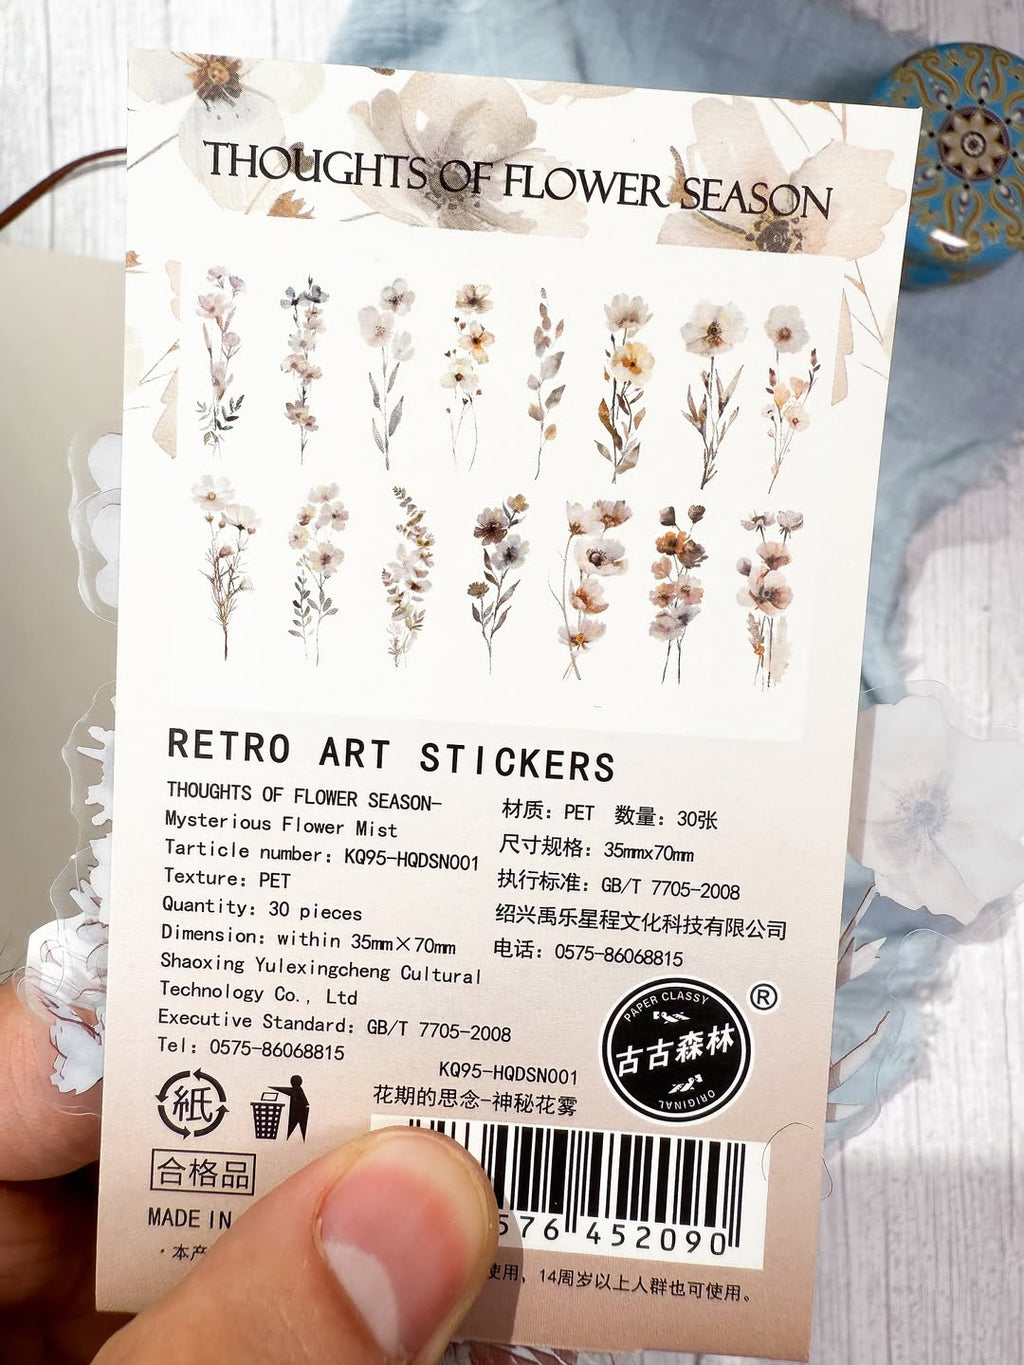 THOUGHTS OF FLOWER SEASON
RETRO ART STICKERS
THOUGHTS OF FLOWER SEASON—
Mysterious Flower Mist
Tarticle number: KQ95-HQDSN001
Texture: PET
Quantity: 30 pieces
Dimension: within 35mm×70mm
Shaoxing Yulexingcheng Cultural
Technology Co., Ltd
Executive Standard: GB/T 7705-2008
Tel: 0575-86068815
材质：PET 数量：30张
尺寸规格：35mmx70mm
执行标准：GB/T 7705-2008
绍兴禹乐星程文化科技有限公司
电话：0575-86068815
PAPER CLASSY
古古森林
ORIGINAL
®
KQ95-HQDSN001
花期的思念-神秘花雾
紙
合格品
MADE IN
576 452090
·本产
使用，14周岁以上人群也可使用。